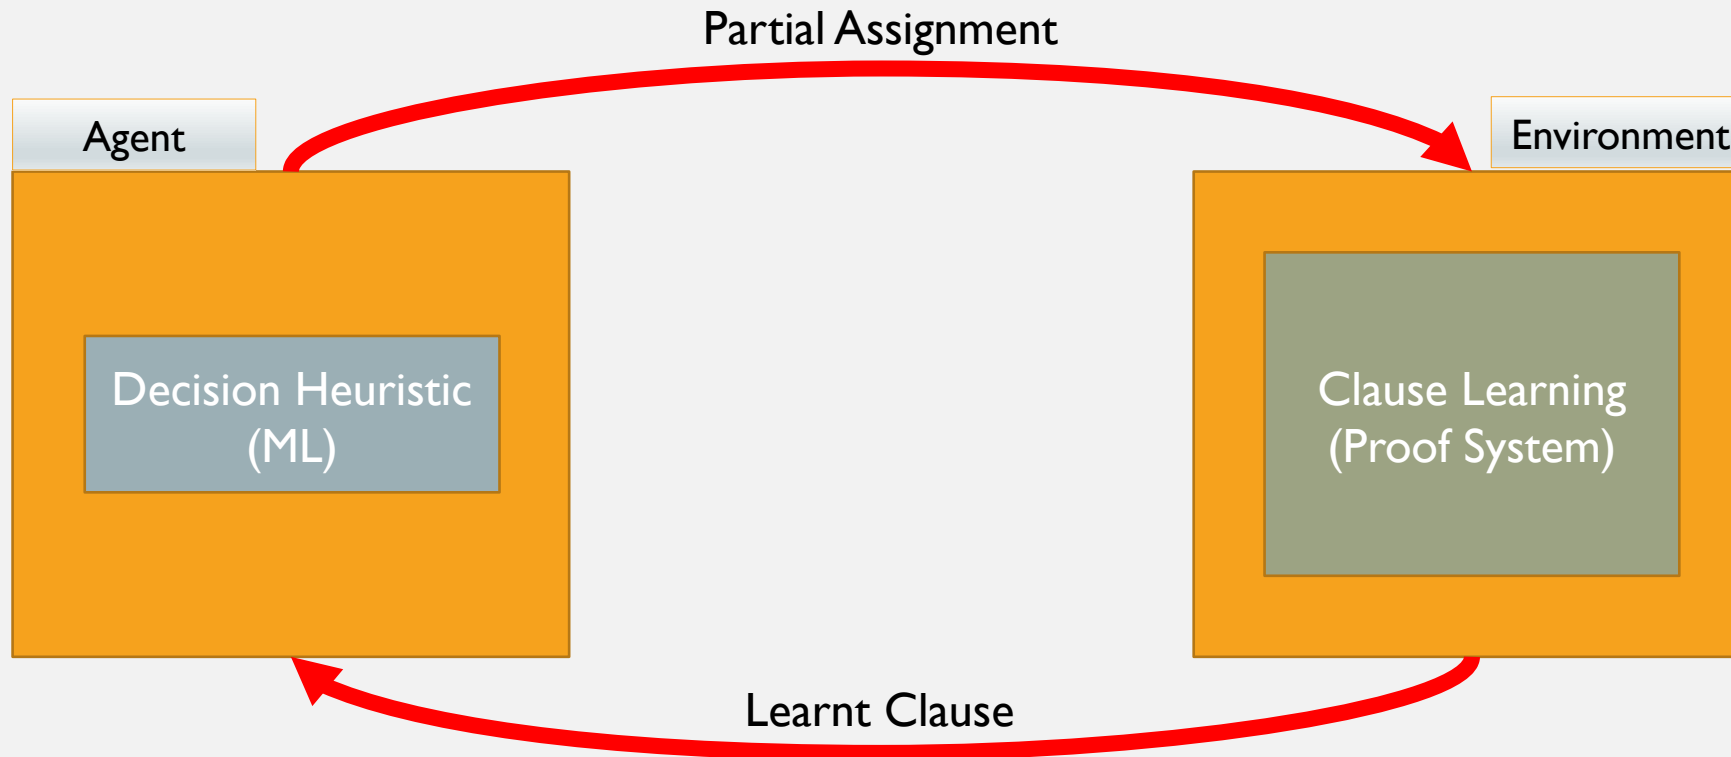 Partial Assignment
Agent
Environment
Decision Heuristic
(ML)
Clause Learning
(Proof System)
Learnt Clause